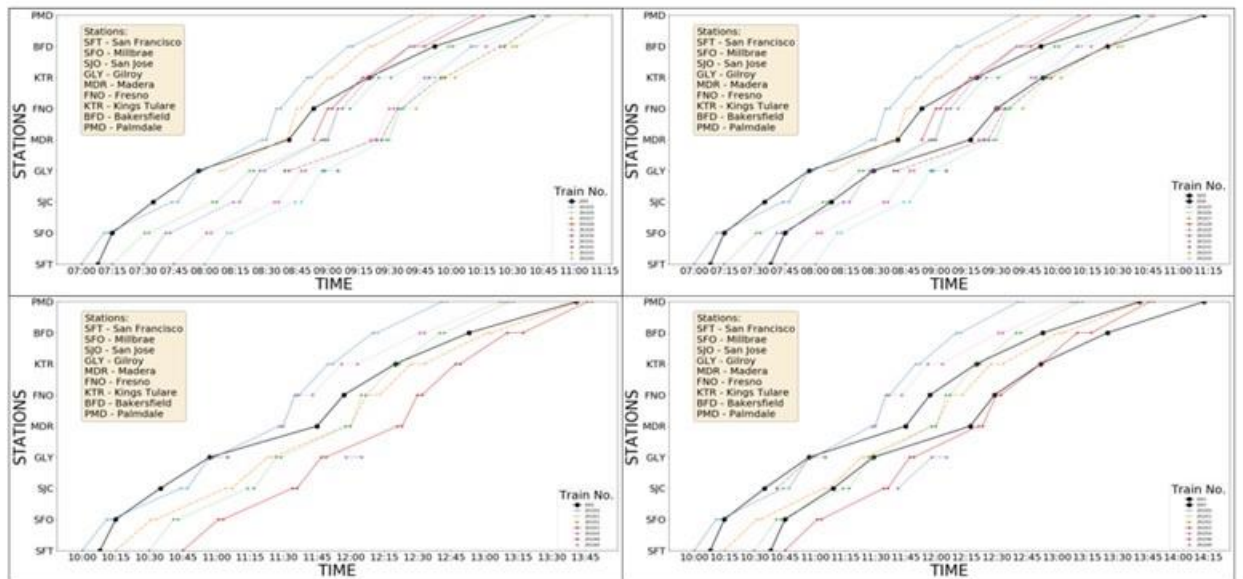 PMD
Stations:
SFT - San Francisco
BFD
SFO - Millbrae
SJO - San Jose
GLY - Gilroy
KTR
MDR - Madera
FNO - Fresno
KTR - Kings Tulare
FNO
BFD - Bakersfield
PMD - Palmdale
MDR
STATIONS
GLY
Train No.
SJC
SFO
SFT
07:00 07:15 07:30 07:45 08:00 08:15 08:30 08:45 09:00 09:15 09:30 09:45 10:00 10:15 10:30 10:45 11:00 11:15
TIME
PMD
Stations:
SFT - San Francisco
BFD
SFO - Millbrae
SJO - San Jose
GLY - Gilroy
KTR
MDR - Madera
FNO - Fresno
KTR - Kings Tulare
FNO
BFD - Bakersfield
PMD - Palmdale
MDR
STATIONS
GLY
Train No.
SJC
SFO
SFT
07:00 07:15 07:30 07:45 08:00 08:15 08:30 08:45 09:00 09:15 09:30 09:45 10:00 10:15 10:30 10:45 11:00 11:15
TIME
PMD
Stations:
SFT - San Francisco
BFD
SFO - Millbrae
SJO - San Jose
GLY - Gilroy
KTR
MDR - Madera
FNO - Fresno
KTR - Kings Tulare
FNO
BFD - Bakersfield
PMD - Palmdale
MDR
STATIONS
GLY
SJC
Train No.
SFO
SFT
10:00 10:15 10:30 10:45 11:00 11:15 11:30 11:45 12:00 12:15 12:30 12:45 13:00 13:15 13:30 13:45
TIME
PMD
Stations:
SFT - San Francisco
BFD
SFO - Millbrae
SJO - San Jose
GLY - Gilroy
KTR
MDR - Madera
FNO - Fresno
KTR - Kings Tulare
FNO
BFD - Bakersfield
PMD - Palmdale
MDR
STATIONS
GLY
SJC
Train No.
SFO
SFT
10:00 10:15 10:30 10:45 11:00 11:15 11:30 11:45 12:00 12:15 12:30 12:45 13:00 13:15 13:30 13:45 14:00 14:15
TIME